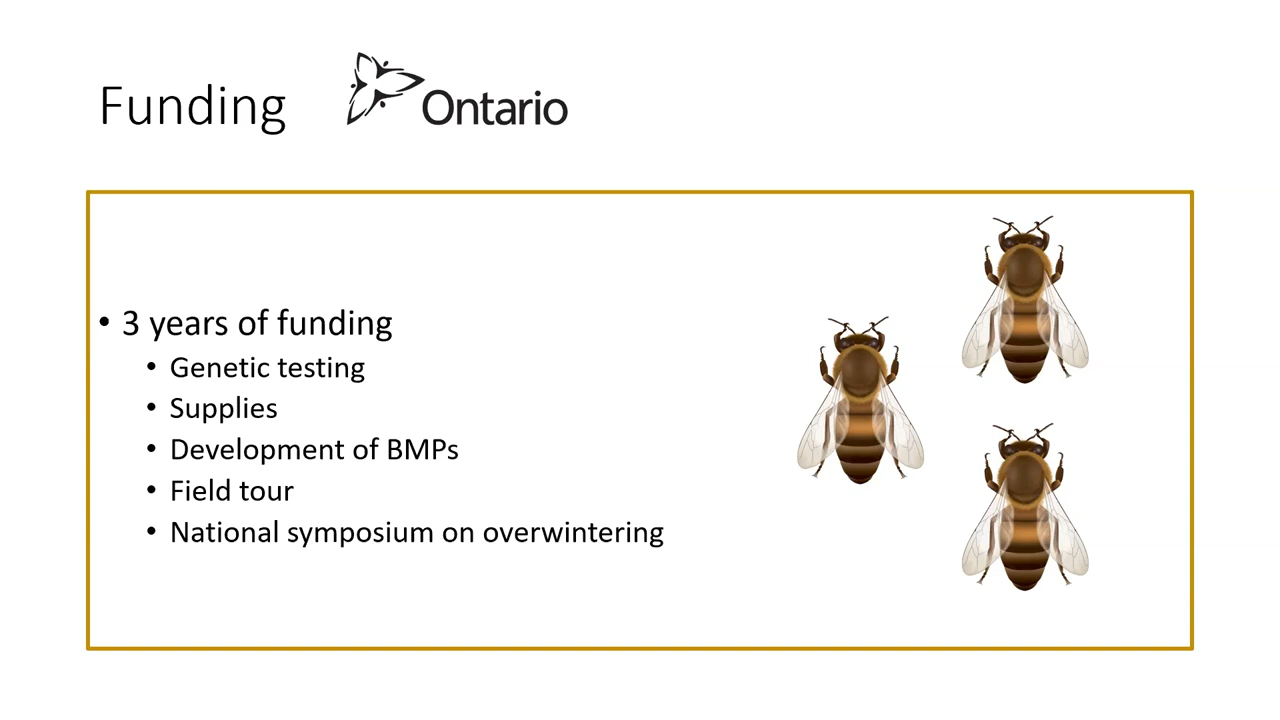 Funding
Ontario
• 3 years of funding
• Genetic testing
• Supplies
• Development of BMPs
• Field tour
• National symposium on overwintering